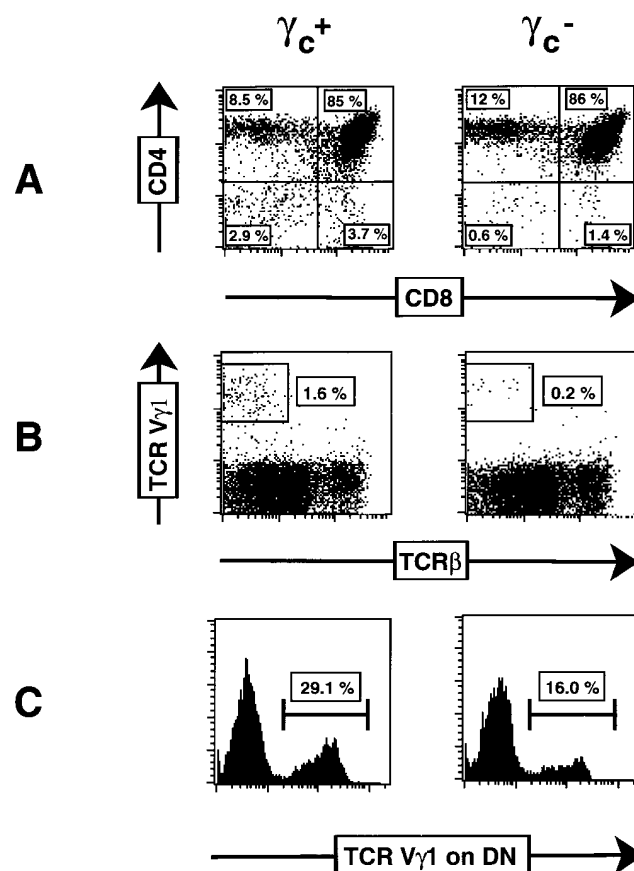 γc+ γc-
A
CD4
8.5 % 85 %
2.9 % 3.7 %
12 % 86 %
0.6 % 1.4 %
CD8
B
TCR Vγ1
1.6 %
0.2 %
TCRβ
C
29.1 %
16.0 %
TCR Vγ1 on DN